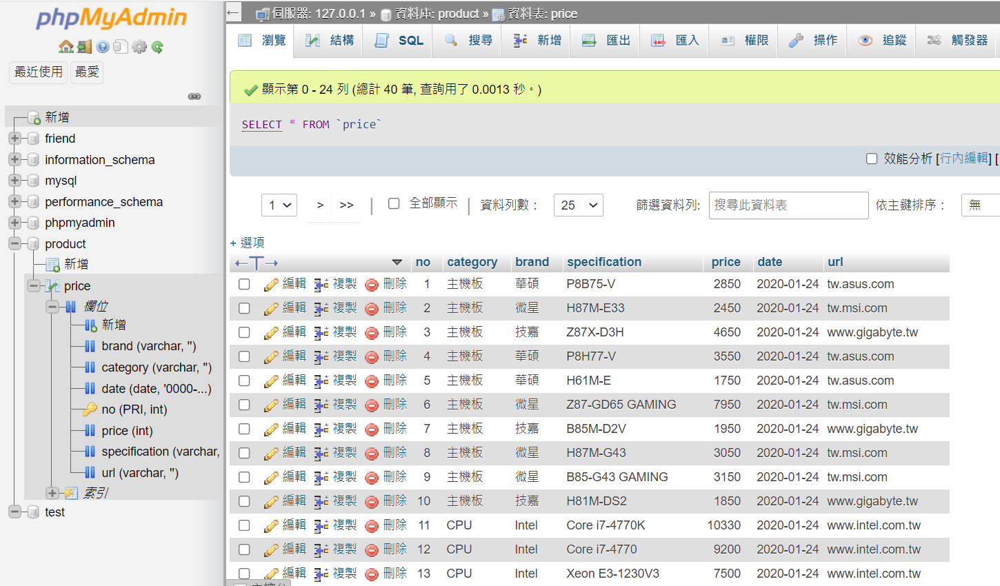 phpMyAdmin
最近使用 最愛
新增
friend
information_schema
mysql
performance_schema
phpmyadmin
product
新增
price
欄位
新增
brand (varchar, '')
category (varchar, '')
date (date, '0000-...)
no (PRI, int)
price (int)
specification (varchar,
url (varchar, '')
索引
test
伺服器: 127.0.0.1 » 資料庫: product » 資料表: price
瀏覽 結構 SQL 搜尋 新增 匯出 匯入 權限 操作 追蹤 觸發器
顯示第 0 - 24 列 (總計 40 筆, 查詢用了 0.0013 秒。)
SELECT * FROM `price`
效能分析 [行內編輯] [
1 > >> | 全部顯示 | 資料列數： 25 篩選資料列: 搜尋此資料表 依主鍵排序： 無
+ 選項
←T→ no category brand specification price date url
編輯 複製 刪除 1 主機板 華碩 P8B75-V 2850 2020-01-24 tw.asus.com
編輯 複製 刪除 2 主機板 微星 H87M-E33 2450 2020-01-24 tw.msi.com
編輯 複製 刪除 3 主機板 技嘉 Z87X-D3H 4650 2020-01-24 www.gigabyte.tw
編輯 複製 刪除 4 主機板 華碩 P8H77-V 3550 2020-01-24 tw.asus.com
編輯 複製 刪除 5 主機板 華碩 H61M-E 1750 2020-01-24 tw.asus.com
編輯 複製 刪除 6 主機板 微星 Z87-GD65 GAMING 7950 2020-01-24 tw.msi.com
編輯 複製 刪除 7 主機板 技嘉 B85M-D2V 1950 2020-01-24 www.gigabyte.tw
編輯 複製 刪除 8 主機板 微星 H87M-G43 3050 2020-01-24 tw.msi.com
編輯 複製 刪除 9 主機板 微星 B85-G43 GAMING 3150 2020-01-24 tw.msi.com
編輯 複製 刪除 10 主機板 技嘉 H81M-DS2 1850 2020-01-24 www.gigabyte.tw
編輯 複製 刪除 11 CPU Intel Core i7-4770K 10330 2020-01-24 www.intel.com.tw
編輯 複製 刪除 12 CPU Intel Core i7-4770 9200 2020-01-24 www.intel.com.tw
編輯 複製 刪除 13 CPU Intel Xeon E3-1230V3 7500 2020-01-24 www.intel.com.tw